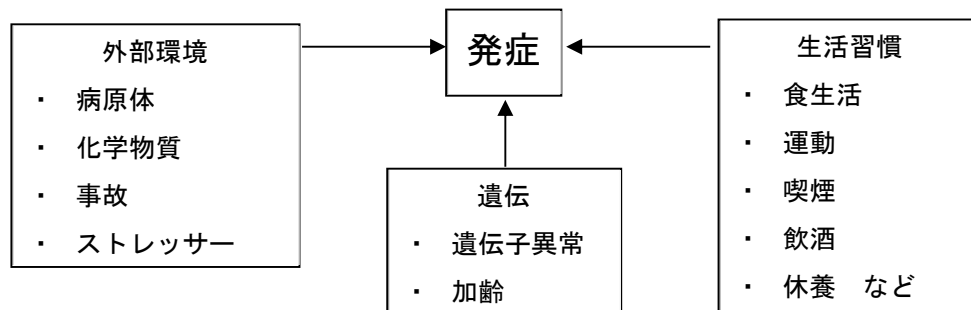 発症
外部環境
・ 病原体
・ 化学物質
・ 事故
・ ストレッサー
遺伝
・ 遺伝子異常
・ 加齢
生活習慣
・ 食生活
・ 運動
・ 喫煙
・ 飲酒
・ 休養　など